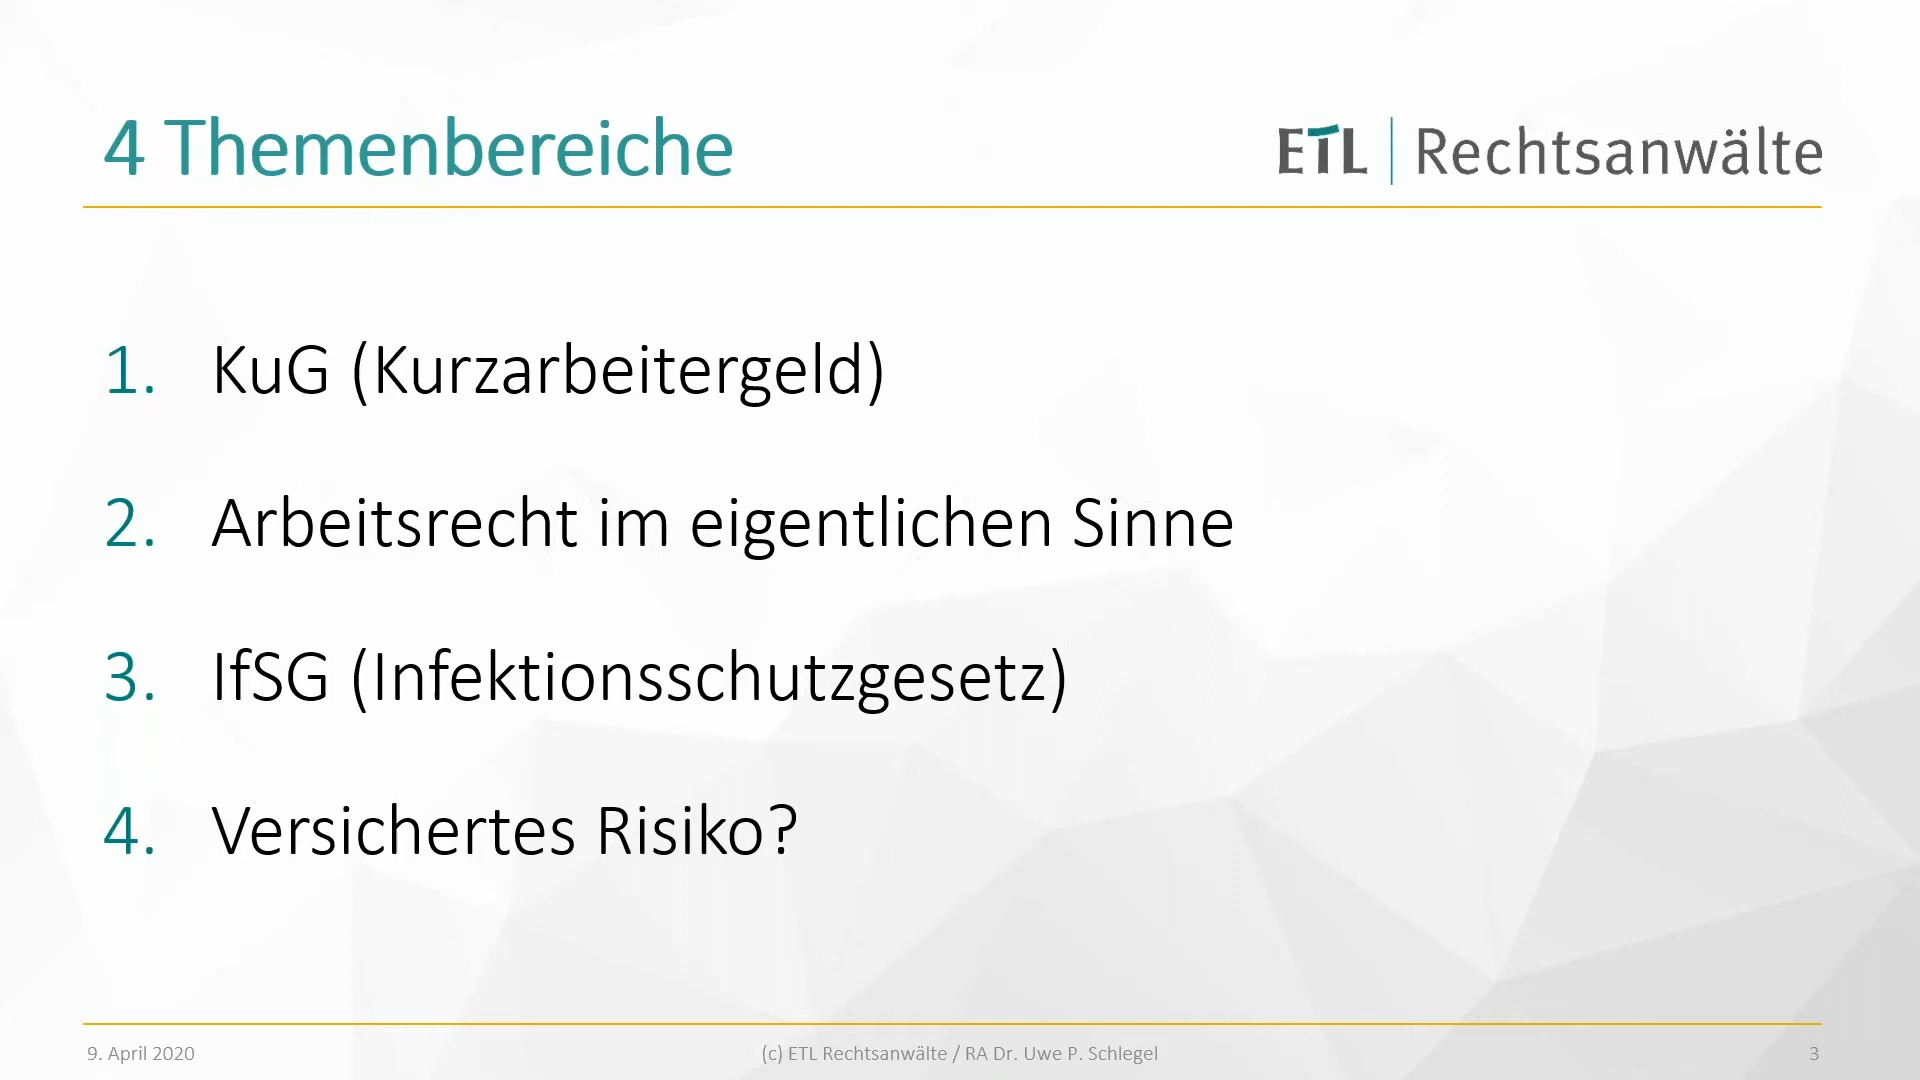 4 Themenbereiche
ETL Rechtsanwälte
1. KuG (Kurzarbeitergeld)
2. Arbeitsrecht im eigentlichen Sinne
3. IfSG (Infektionsschutzgesetz)
4. Versichertes Risiko?
9. April 2020
(c) ETL Rechtsanwälte / RA Dr. Uwe P. Schlegel
3